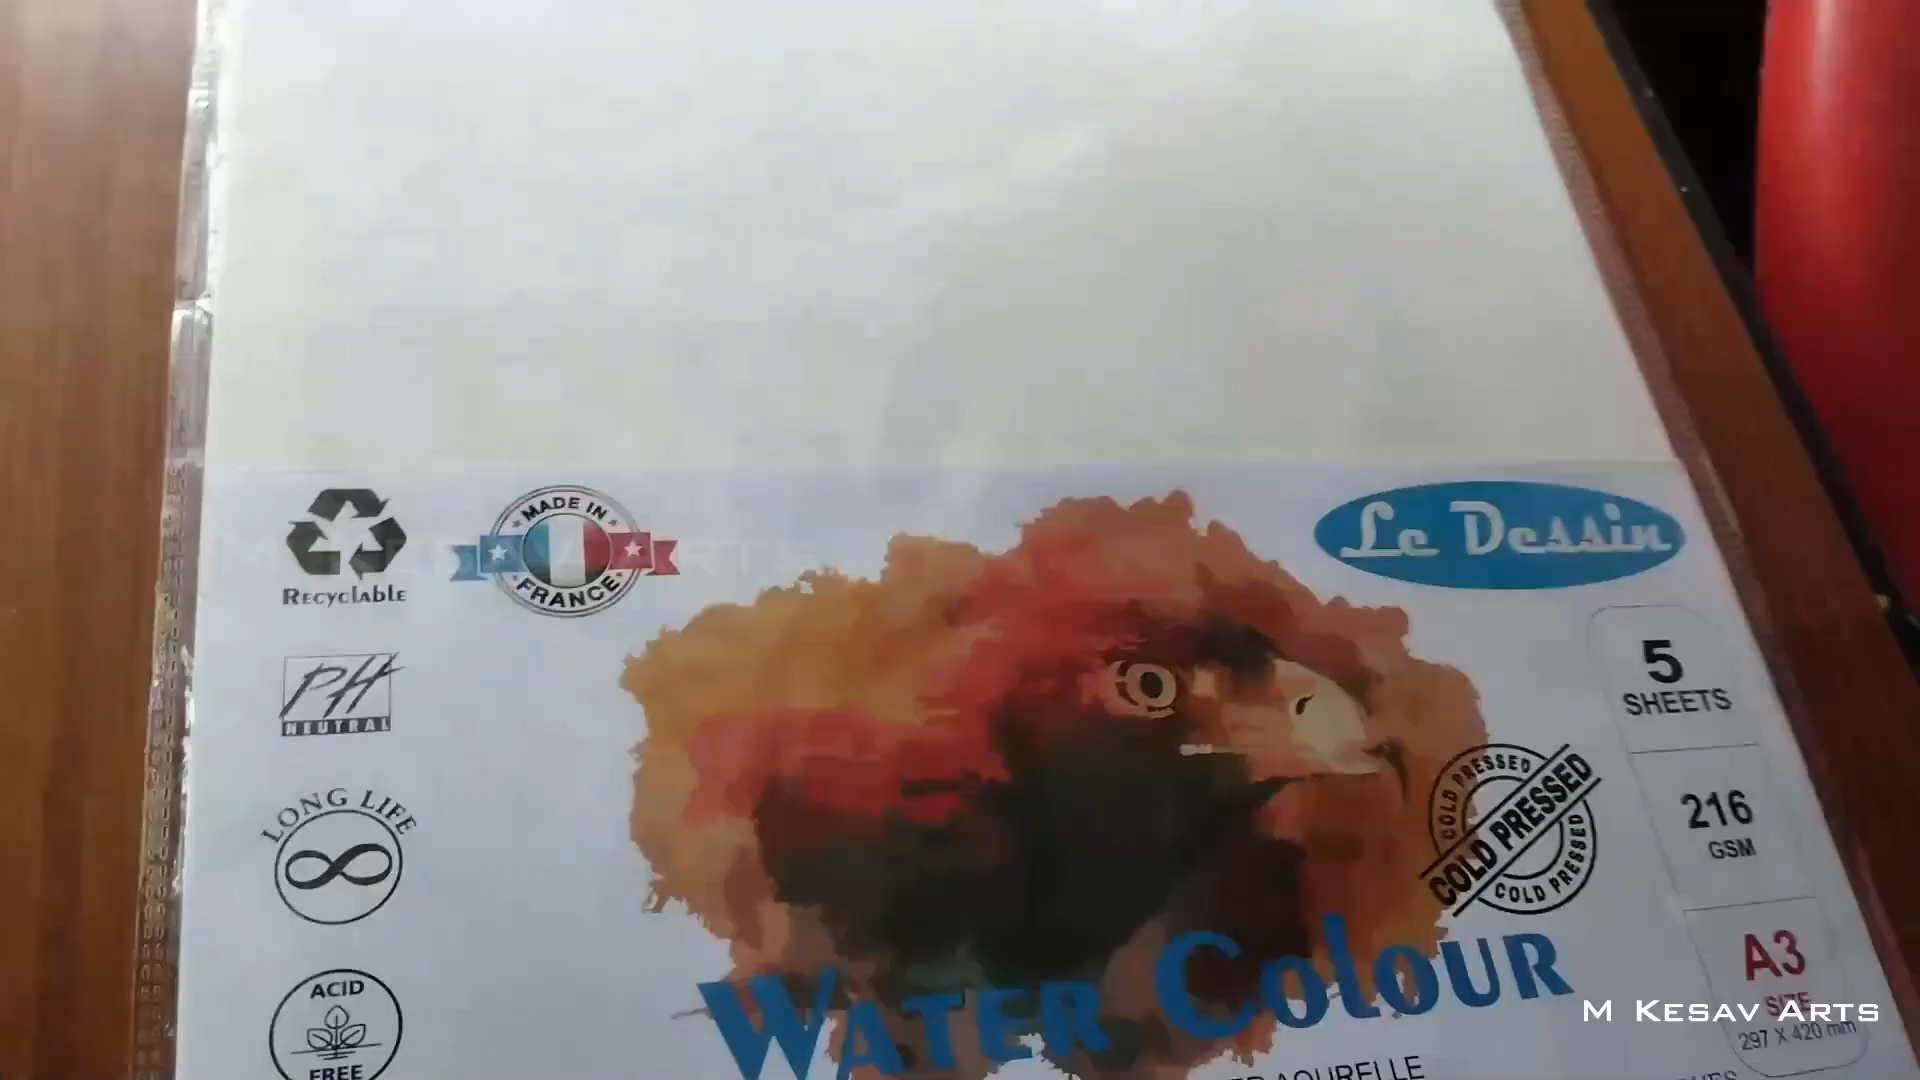 Recyclable
MADE IN
FRANCE
Le Dessin
5
SHEETS
PH
NEUTRAL
COLD PRESSED
COLD PRESSED
COLD PRESSED
216
GSM
LONG LIFE
A3
SIZE
297 X 420 mm
WATER COLOUR
ACID
FREE
AQUARELLE
M KESAV ARTS